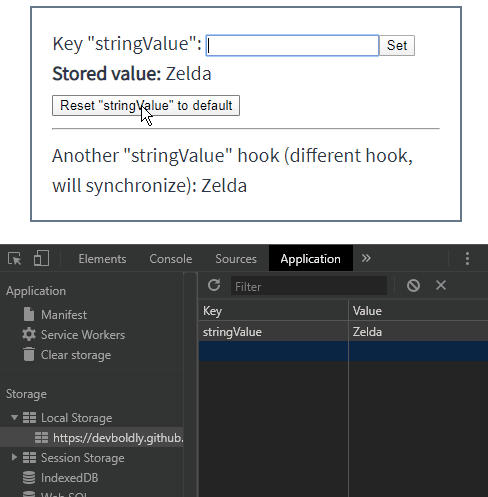 Key "stringValue": Set
Stored value: Zelda
Reset "stringValue" to default
Another "stringValue" hook (different hook,
will synchronize): Zelda
Elements Console Sources Application »
Application
Manifest
Service Workers
Clear storage
Storage
Local Storage
https://devboldly.github.
Session Storage
IndexedDB
Web SQL
Filter
Key Value
stringValue Zelda